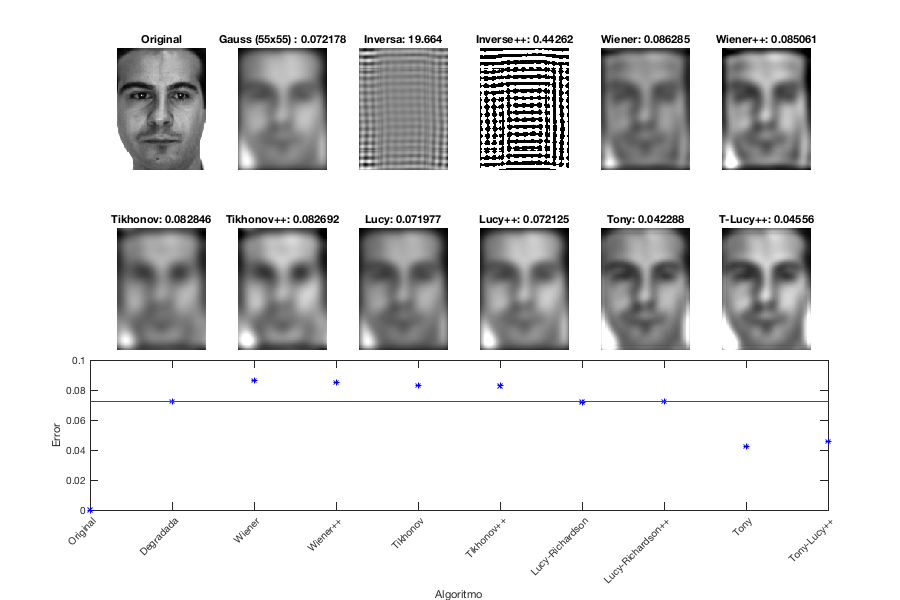 Original
Gauss (55x55) : 0.072178
Inversa: 19.664
Inverse++: 0.44262
Wiener: 0.086285
Wiener++: 0.085061
Tikhonov: 0.082846
Tikhonov++: 0.082692
Lucy: 0.071977
Lucy++: 0.072125
Tony: 0.042288
T-Lucy++: 0.04556
0.1
0.08
0.06
0.04
0.02
0
Error
Original
Degradada
Wiener
Wiener++
Tikhonov
Tikhonov++
Lucy-Richardson
Lucy-Richardson++
Tony
Tony-Lucy++
Algoritmo